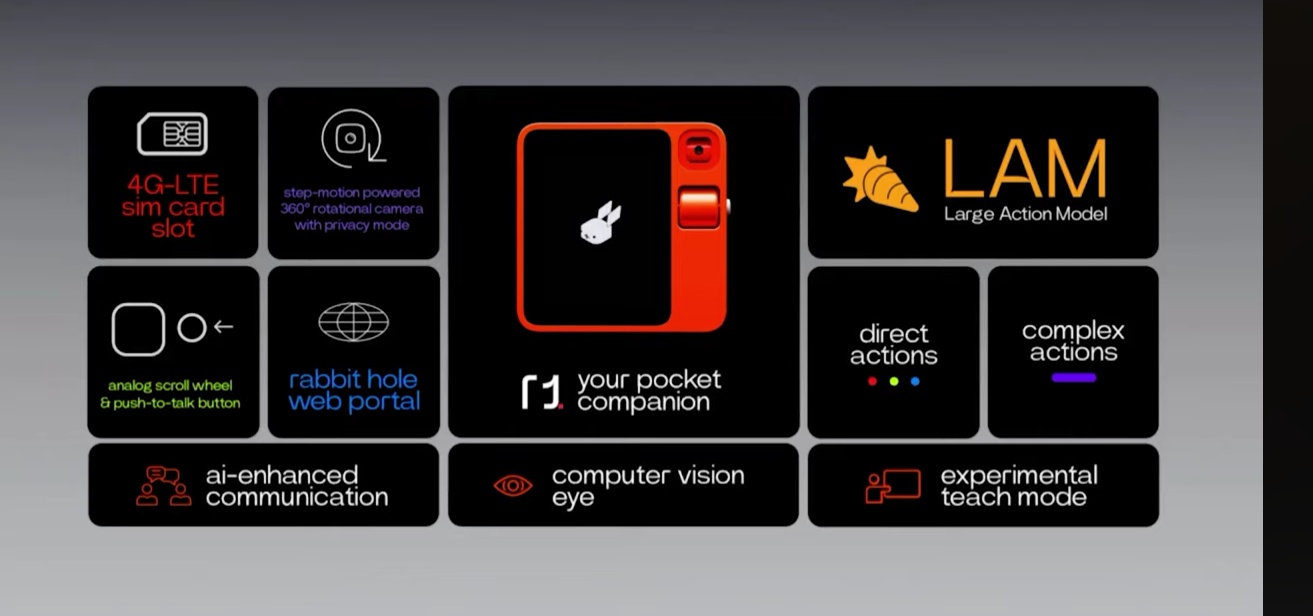 4G-LTE
sim card
slot
step-motion powered
360° rotational camera
with privacy mode
analog scroll wheel
& push-to-talk button
rabbit hole
web portal
r1.
your pocket
companion
LAM
Large Action Model
direct
actions
complex
actions
ai-enhanced
communication
computer vision
eye
experimental
teach mode